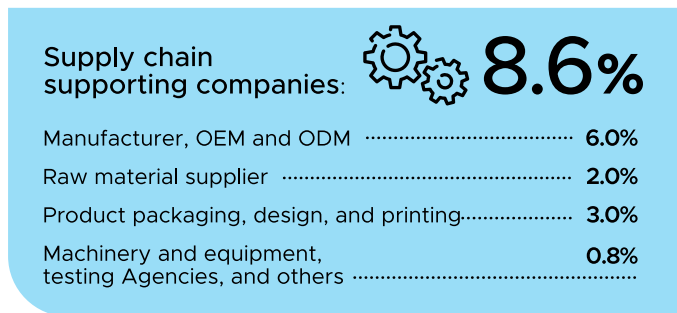 Supply chain
supporting companies:
8.6%
Manufacturer, OEM and ODM ........................ 6.0%
Raw material supplier ........................ 2.0%
Product packaging, design, and printing........................ 3.0%
Machinery and equipment, 0.8%
testing Agencies, and others ........................